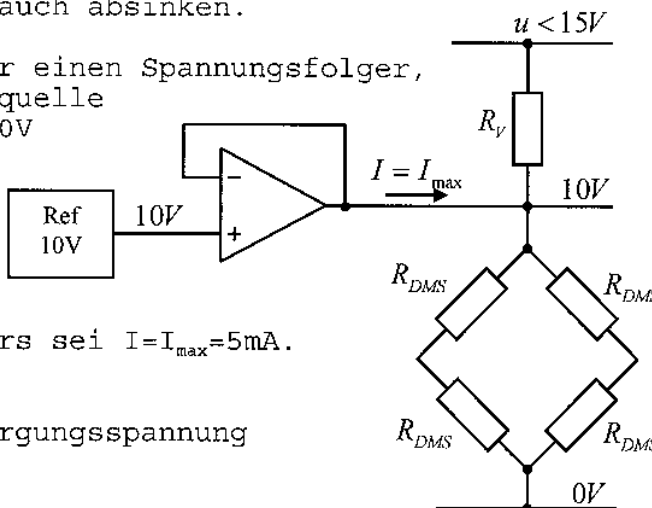 auch absinken.
u < 15V
r einen Spannungsfolger,
quelle
0V
R_V
I = I_max
10V
Ref
10V
10V
−
+
R_DMS
R_DMS
rs sei I=I_max=5mA.
R_DMS
R_DMS
rgungsspannung
0V